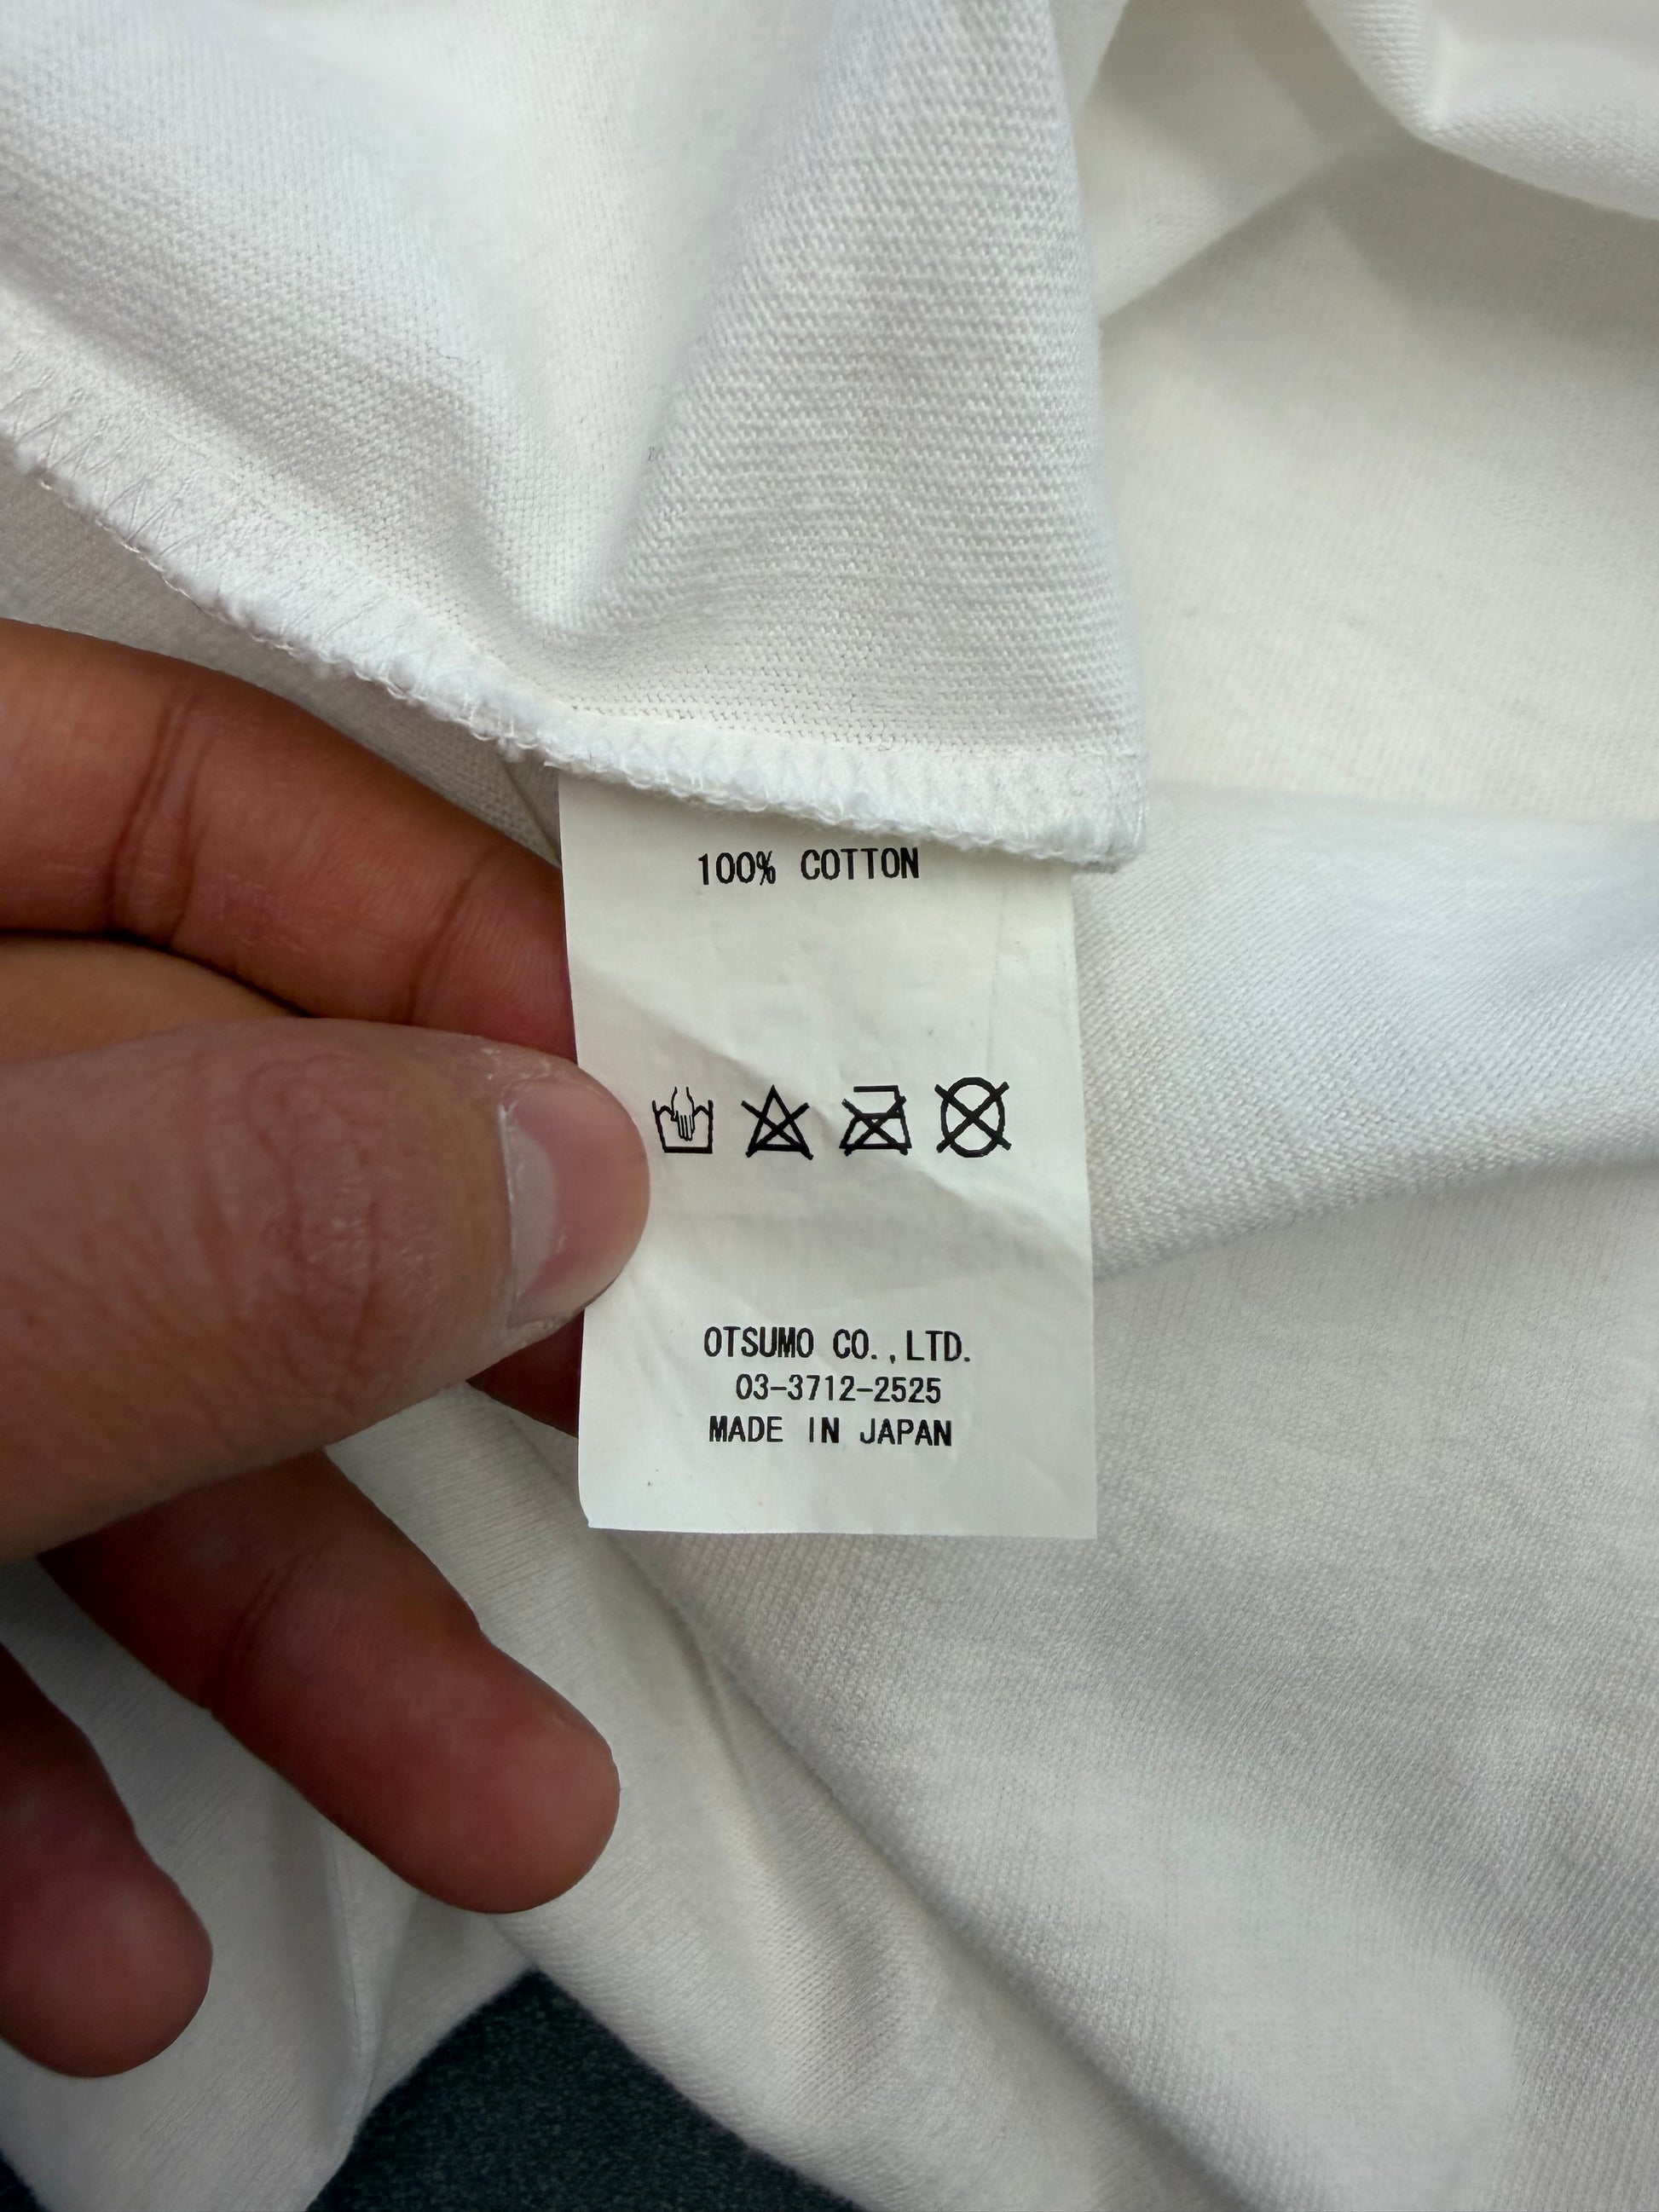 100% COTTON
OTSUMO CO.,LTD.
03-3712-2525
MADE IN JAPAN